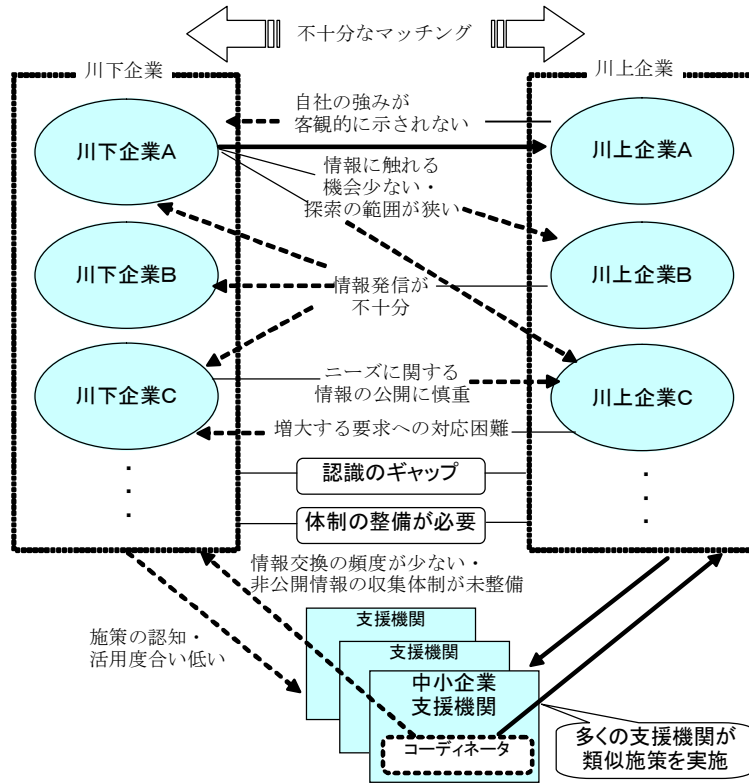 不十分なマッチング
川下企業
川上企業
自社の強みが
客観的に示されない
川下企業A
川上企業A
情報に触れる
機会少ない・
探索の範囲が狭い
川下企業B
川上企業B
情報発信が
不十分
ニーズに関する
情報の公開に慎重
川下企業C
川上企業C
増大する要求への対応困難
認識のギャップ
体制の整備が必要
情報交換の頻度が少ない・
非公開情報の収集体制が未整備
施策の認知・
活用度合い低い
支援機関
支援機関
中小企業
支援機関
コーディネータ
多くの支援機関が
類似施策を実施